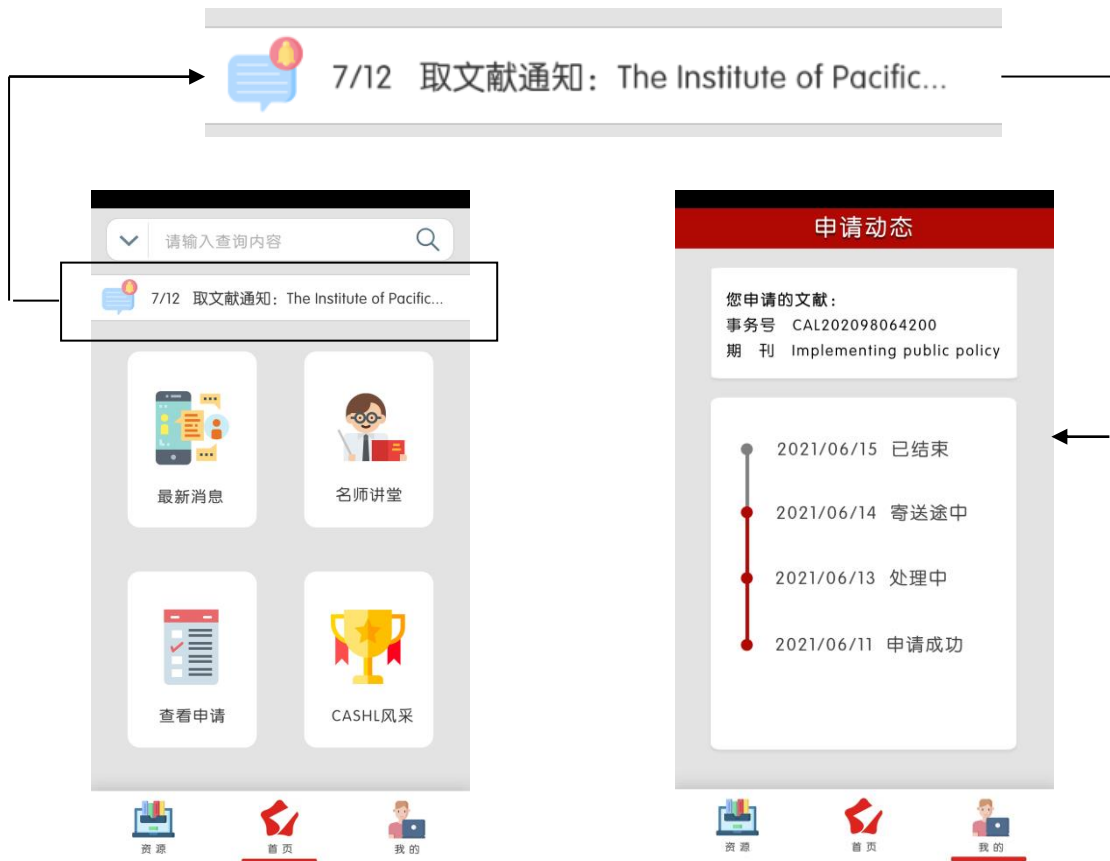 7/12 取文献通知：The Institute of Pacific...
请输入查询内容
7/12 取文献通知：The Institute of Pacific...
最新消息
名师讲堂
查看申请
CASHL风采
资源
首页
我的
申请动态
您申请的文献：
事务号 CAL202098064200
期 刊 Implementing public policy
2021/06/15 已结束
2021/06/14 寄送途中
2021/06/13 处理中
2021/06/11 申请成功
资源
首页
我的